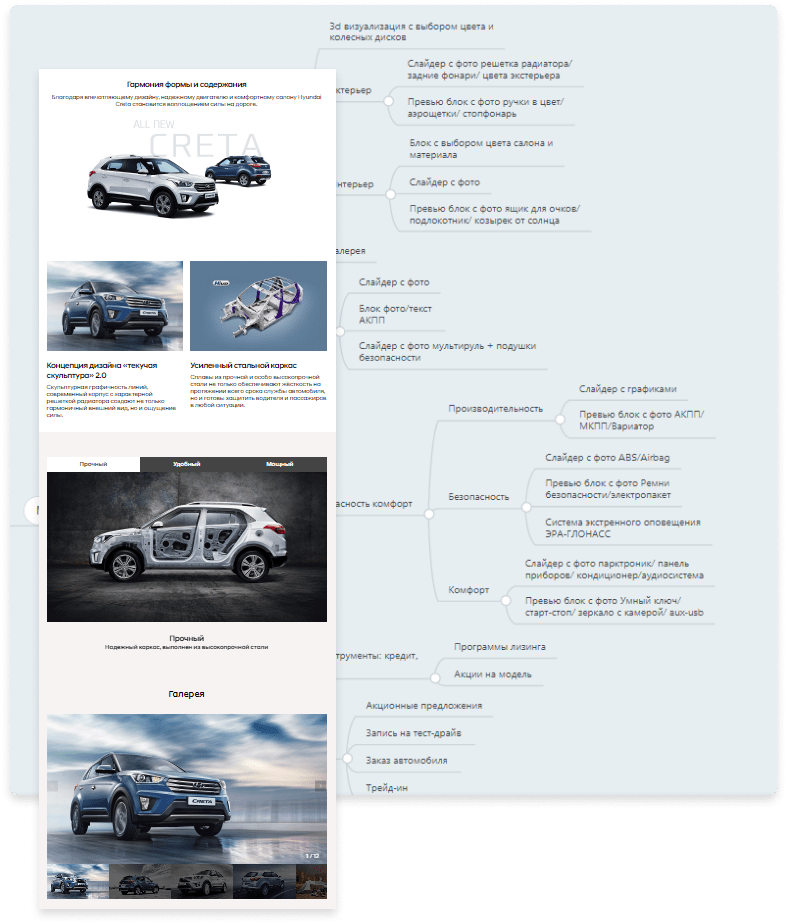 3d визуализация с выбором цвета и
колесных дисков
ктерьер
Слайдер с фото решетка радиатора/
задние фонари/ цвета экстерьера
Превью блок с фото ручки в цвет/
аэрощетки/ стопфонарь
Интерьер
Блок с выбором цвета салона и
материала
Слайдер с фото
Превью блок с фото ящик для очков/
подлокотник/ козырек от солнца
алерея
Слайдер с фото
Блок фото/текст
АКПП
Слайдер с фото мультируль + подушки
безопасности
асность комфорт
Производительность
Слайдер с графиками
Превью блок с фото АКПП/
МКПП/Вариатор
Безопасность
Слайдер с фото ABS/Airbag
Превью блок с фото Ремни
безопасности/электропакет
Система экстренного оповещения
ЭРА-ГЛОНАСС
Комфорт
Слайдер с фото парктроник/ панель
приборов/ кондиционер/аудиосистема
Превью блок с фото Умный ключ/
старт-стоп/ зеркало с камерой/ aux-usb
трументы: кредит,
Программы лизинга
Акции на модель
Акционные предложения
Запись на тест-драйв
Заказ автомобиля
Трейд-ин
Гармония формы и содержания
Благодаря впечатляющему дизайну, надежному двигателю и комфортному салону Hyundai
Creta становится воплощением силы на дороге.
ALL NEW
CRETA
Hive
Концепция дизайна «текучая
скульптура» 2.0
Скульптурная графичность линий,
современный корпус с характерной
решеткой радиатора создают не только
гармоничный внешний вид, но и ощущение
силы.
Усиленный стальной каркас
Сплавы из прочной и особо высокопрочной
стали не только обеспечивают жёсткость на
протяжении всего срока службы автомобиля,
но и готовы защитить водителя и пассажиров
в любой ситуации.
Прочный
Удобный
Мощный
Прочный
Надежный каркас, выполнен из высокопрочной стали
Галерея
CRETA
1 / 12